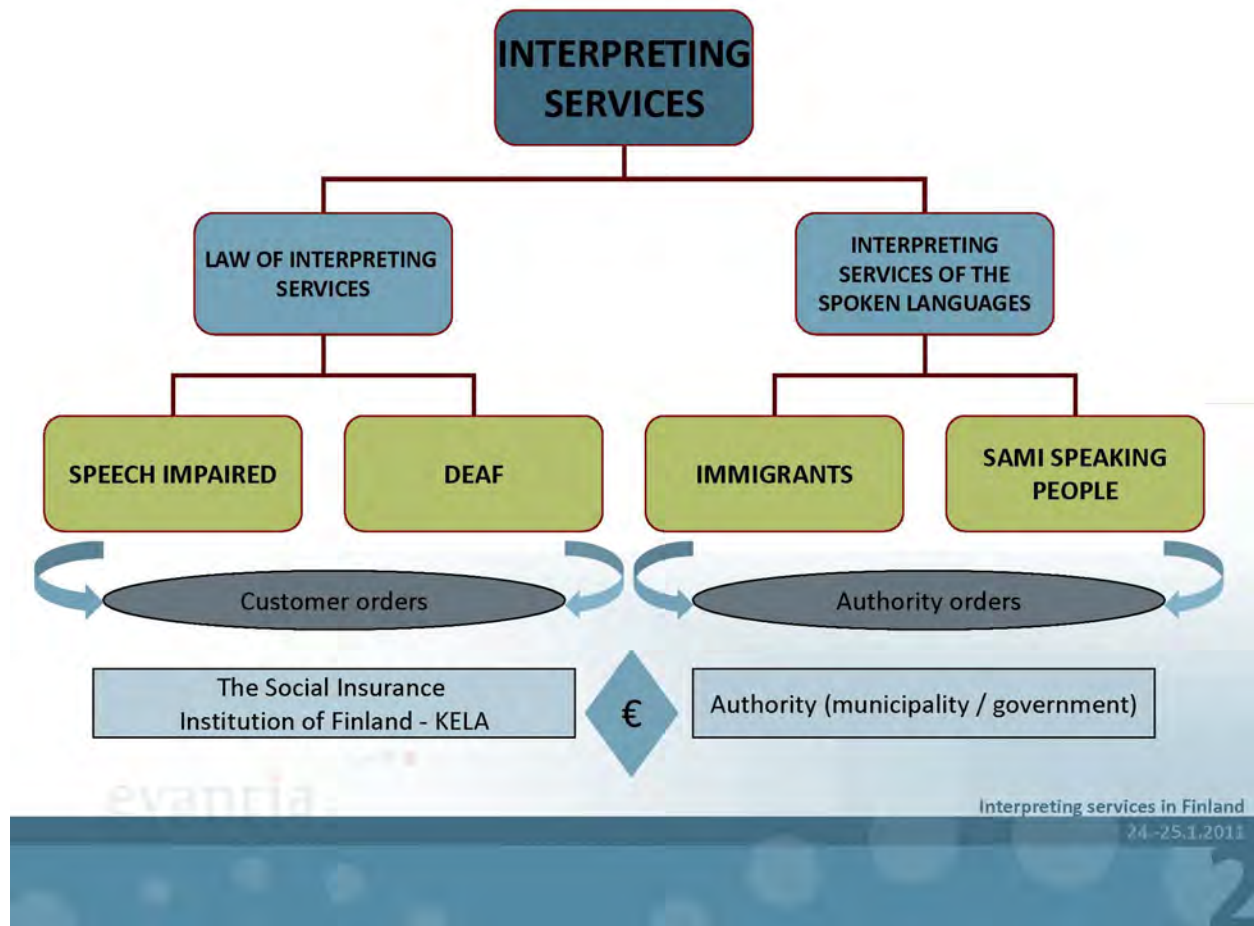 INTERPRETING
SERVICES
LAW OF INTERPRETING
SERVICES
INTERPRETING
SERVICES OF THE
SPOKEN LANGUAGES
SPEECH IMPAIRED
DEAF
IMMIGRANTS
SAMI SPEAKING
PEOPLE
Customer orders
Authority orders
The Social Insurance
Institution of Finland - KELA
€
Authority (municipality / government)
evantia
Interpreting services in Finland
24.-25.1.2011
2